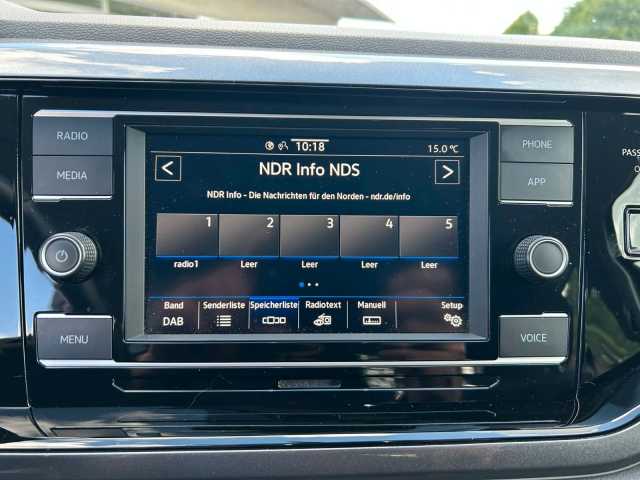 RADIO
MEDIA
MENU
10:18
15.0 °C
< NDR Info NDS >
NDR Info - Die Nachrichten für den Norden - ndr.de/info
1 2 3 4 5
radio1 Leer Leer Leer Leer
Band Senderliste Speicherliste Radiotext Manuell Setup
DAB
PHONE
APP
VOICE
PASS